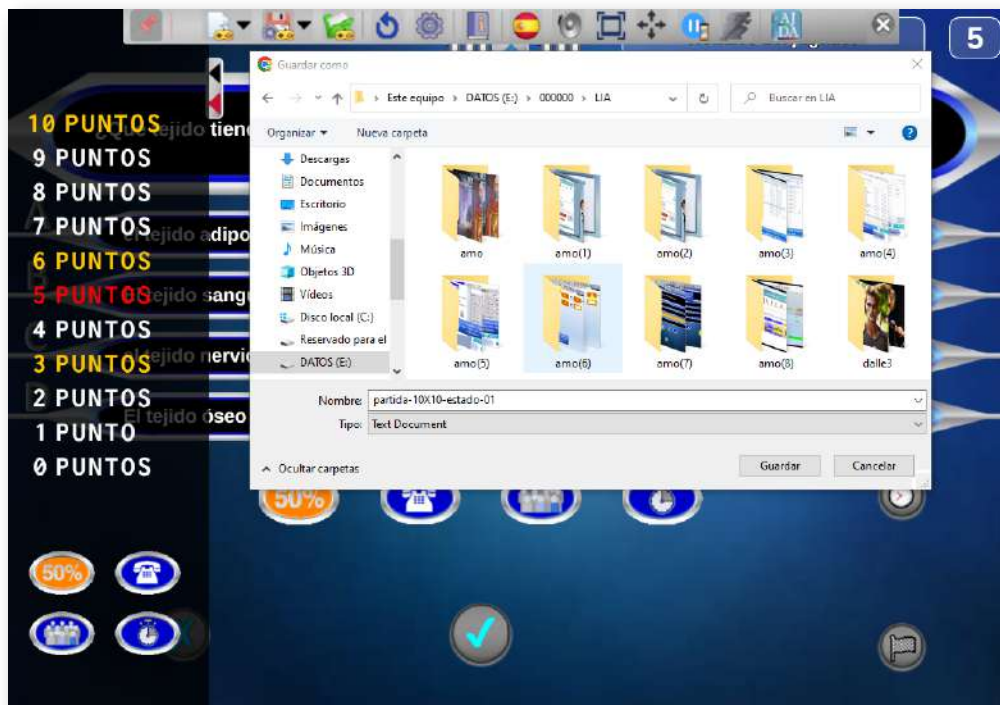 AI
DA
5
Guardar como
Este equipo > DATOS (E:) > 000000 > LIA
Buscar en LIA
Organizar
Nueva carpeta
Descargas
Documentos
Escritorio
Imágenes
Música
Objetos 3D
Vídeos
Disco local (C:)
Reservado para el
DATOS (E:)
amo
amo(1)
amo(2)
amo(3)
amo(4)
amo(5)
amo(6)
amo(7)
amo(8)
dalle3
Nombre: partida-10X10-estado-01
Tipo: Text Document
Ocultar carpetas
Guardar
Cancelar
10 PUNTOS
9 PUNTOS
8 PUNTOS
7 PUNTOS
6 PUNTOS
5 PUNTOS
4 PUNTOS
3 PUNTOS
2 PUNTOS
1 PUNTO
0 PUNTOS
¿Qué tejido tien
tejido adipo
tejido sang
tejido nervi
El tejido óseo
50%
50%